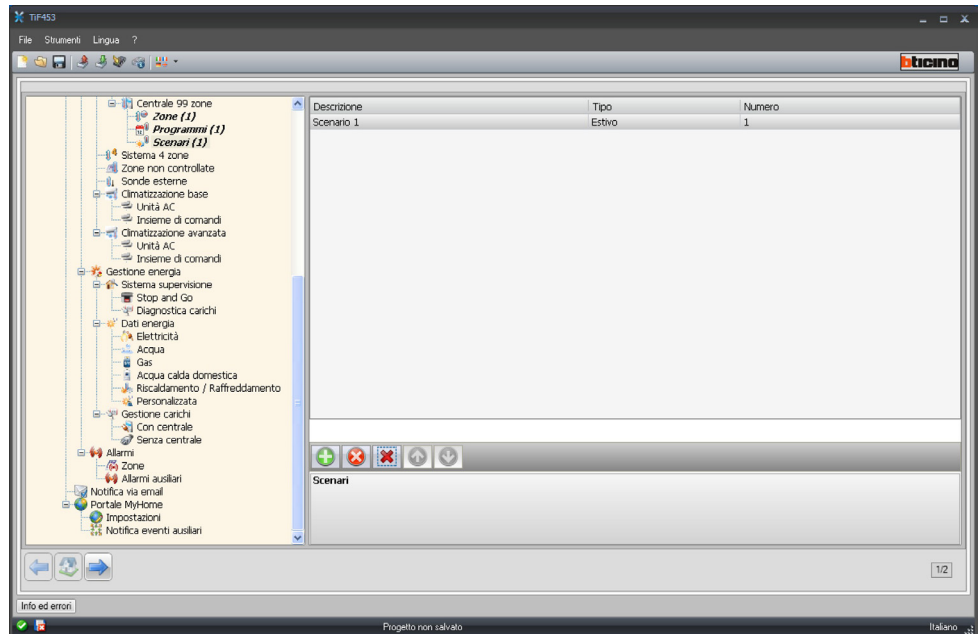 TiF453
File Strumenti Lingua ?
bticino
Centrale 99 zone
Zone (1)
Programmi (1)
Scenari (1)
Sistema 4 zone
Zone non controllate
Sonde esterne
Climatizzazione base
Unità AC
Insieme di comandi
Climatizzazione avanzata
Unità AC
Insieme di comandi
Gestione energia
Sistema supervisione
Stop and Go
Diagnostica carichi
Dati energia
Elettricità
Acqua
Gas
Acqua calda domestica
Riscaldamento / Raffreddamento
Personalizzata
Gestione carichi
Con centrale
Senza centrale
Allarmi
Zone
Allarmi ausiliari
Notifica via email
Portale MyHome
Impostazioni
Notifica eventi ausiliari
Descrizione Tipo Numero
Scenario 1 Estivo 1
Scenari
1/2
Info ed errori
Progetto non salvato Italiano